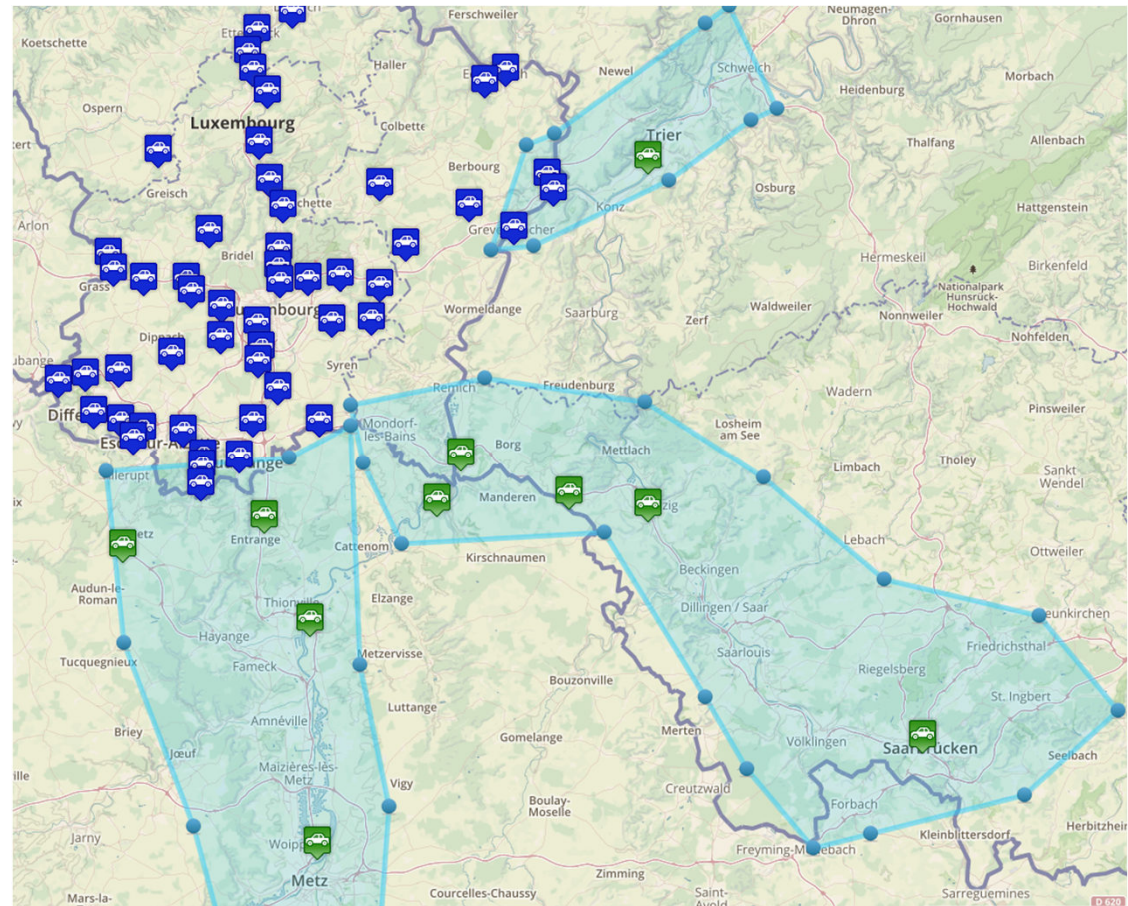 Ferschweiler
Neumagen-
Dhron
Gornhausen
Koetschette
Haller
Newel
Schweich
Morbach
Heidenburg
Ospern
Luxembourg
Colbette
Trier
Thalfang
Allenbach
Berbourg
Greisch
Osburg
Konz
Hattgenstein
Arlon
Bridel
Hermeskeil
Birkenfeld
Grass
Nationalpark
Hunsrück-
Hochwald
Wormeldange
Saarburg
Waldweiler
Zerf
Nonnweiler
Nohfelden
Syren
Remich
Freudenburg
Wadern
Pinsweiler
Mondorf-
les Bains
Borg
Mettlach
Losheim
am See
Limbach
Tholey
Sankt
Wendel
Manderen
Entrange
Cattenom
Kirschnaumen
Lebach
Ottweiler
Audun-le-
Roman
Beckingen
Thionville
Elzange
Dillingen / Saar
Hayange
Metzervisse
Saarlouis
Friedrichsthal
Tucquegnieux
Fameck
Riegelsberg
Bouzonville
St. Ingbert
Luttange
Amnéville
Briey
Gomelange
Merten
Völklingen
Saarbrücken
Seelbach
Jœuf
Maizières-lès-
Metz
Vigy
Creutzwald
Boulay-
Moselle
Forbach
Jarny
Kleinblittersdorf
Herbitzheim
Woippy
Metz
Zimming
Courcelles-Chaussy
Saint-
Avold
Sarreguemines
Mars-la-
D 620